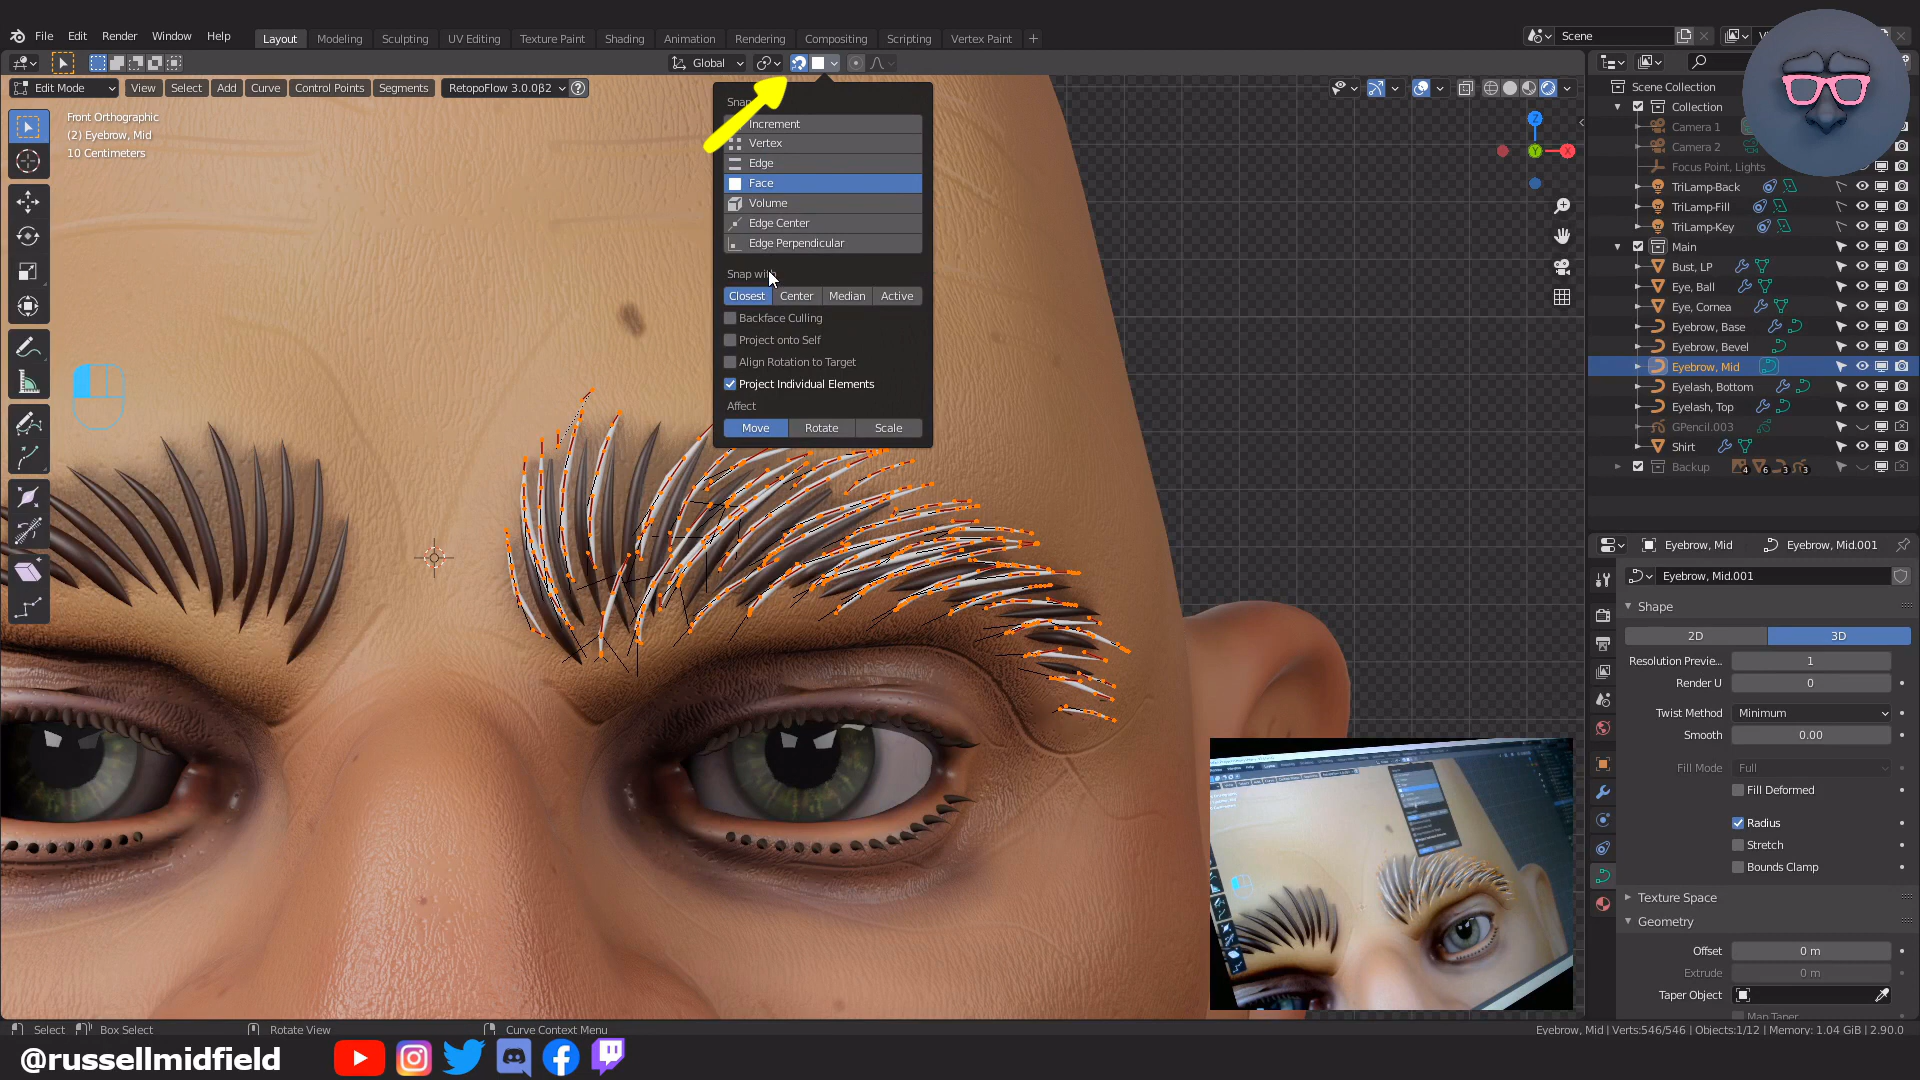 File Edit Render Window Help
Layout Modeling Sculpting UV Editing Texture Paint Shading Animation Rendering Compositing Scripting Vertex Paint +
Scene
Global
Edit Mode View Select Add Curve Control Points Segments RetopoFlow 3.0.0β2
Front Orthographic
(2) Eyebrow, Mid
10 Centimeters
Increment
Vertex
Edge
Face
Volume
Edge Center
Edge Perpendicular
Snap with
Closest Center Median Active
Backface Culling
Project onto Self
Align Rotation to Target
Project Individual Elements
Affect
Move Rotate Scale
Z
Y X
Scene Collection
Collection
Camera 1
Camera 2
Focus Point, Lights
TriLamp-Back
TriLamp-Fill
TriLamp-Key
Main
Bust, LP
Eye, Ball
Eye, Cornea
Eyebrow, Base
Eyebrow, Bevel
Eyebrow, Mid
Eyelash, Bottom
Eyelash, Top
GPencil.003
Shirt
Backup 4 6 3 3
Eyebrow, Mid Eyebrow, Mid.001
Eyebrow, Mid.001
Shape
2D 3D
Resolution Previe... 1
Render U 0
Twist Method Minimum
Smooth 0.00
Fill Mode Full
Fill Deformed
Radius
Stretch
Bounds Clamp
Texture Space
Geometry
Offset 0 m
Extrude 0 m
Taper Object
Map Taper
Select Box Select Rotate View Curve Context Menu
Eyebrow, Mid | Verts:546/546 | Objects:1/12 | Memory: 1.04 GiB | 2.90.0
@russellmidfield